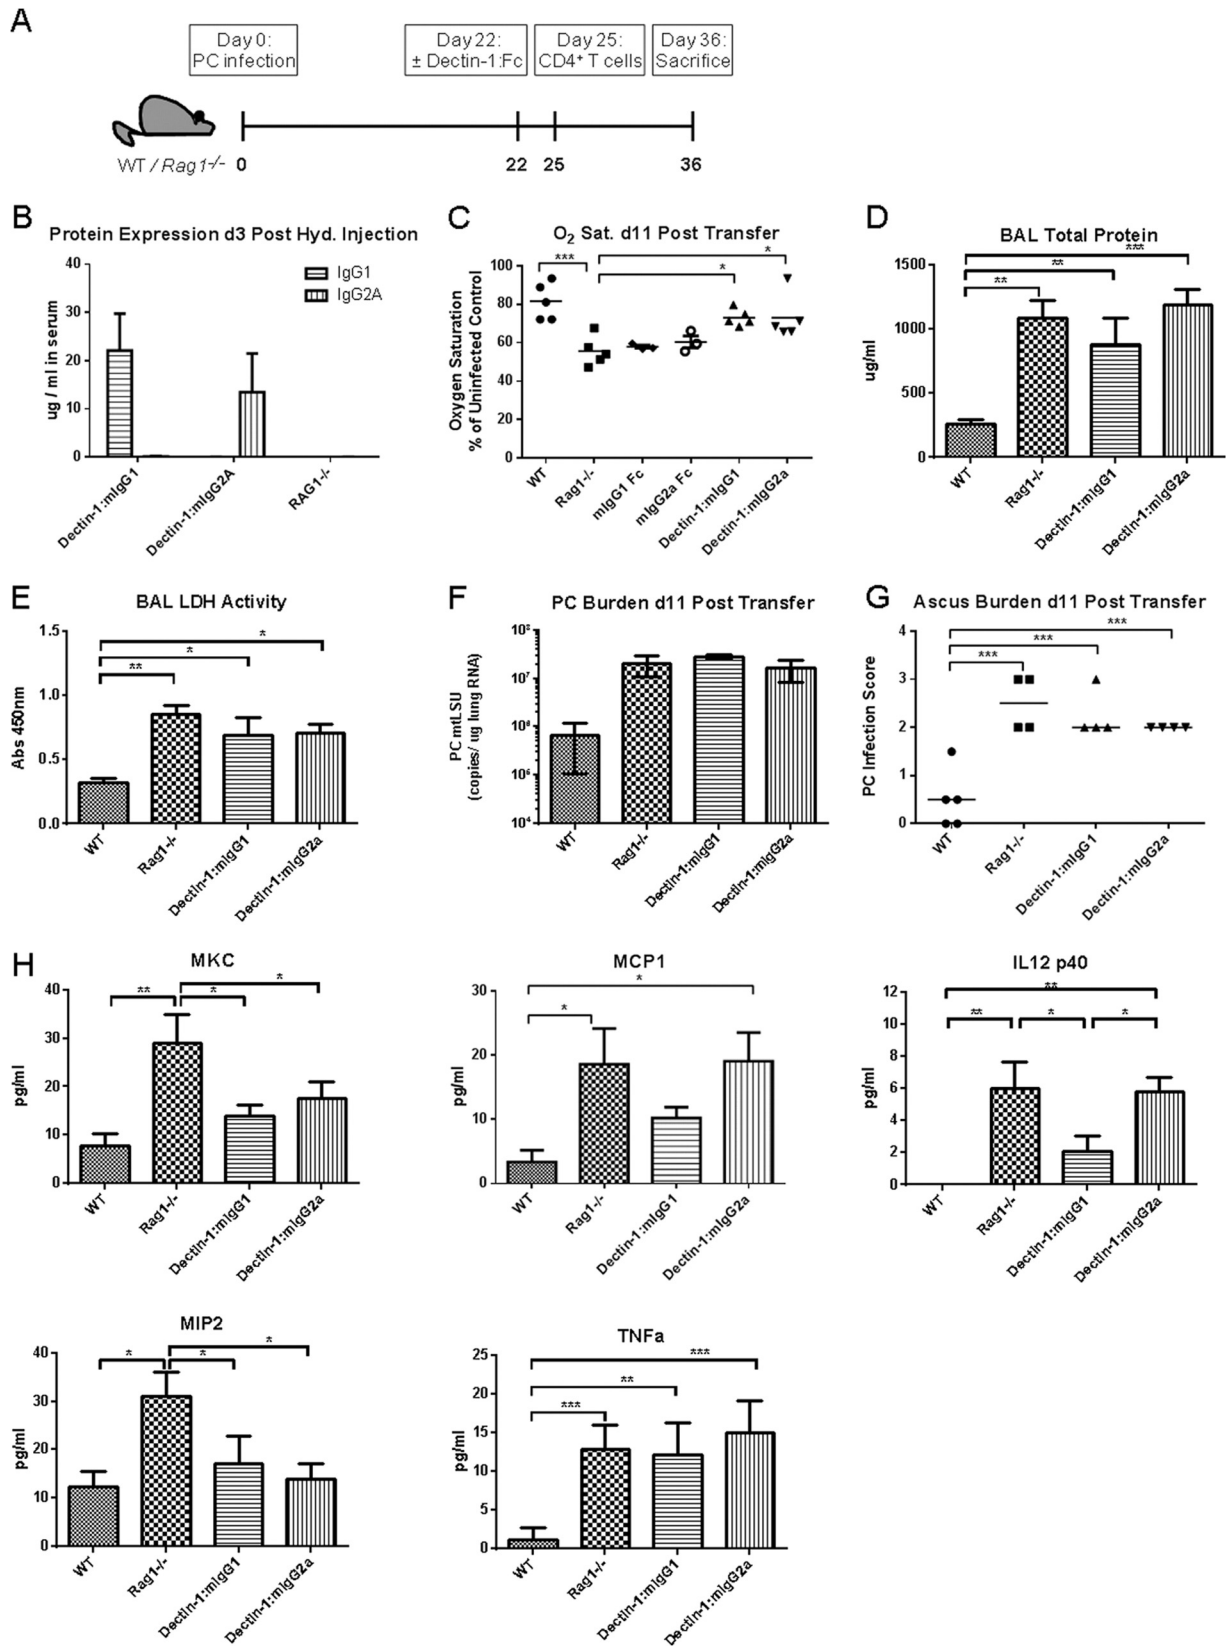 A
Day 0:
PC infection
Day 22:
± Dectin-1:Fc
Day 25:
CD4⁺ T cells
Day 36:
Sacrifice
WT / Rag1-/-
0
22
25
36
B
Protein Expression d3 Post Hyd. Injection
ug / ml in serum
40
30
20
10
0
IgG1
IgG2A
Dectin-1:mIgG1
Dectin-1:mIgG2A
RAG1-/-
C
O₂ Sat. d11 Post Transfer
Oxygen Saturation
% of Uninfected Control
100
80
60
40
20
0
***
*
*
WT
Rag1-/-
mIgG1 Fc
mIgG2a Fc
Dectin-1:mIgG1
Dectin-1:mIgG2a
D
BAL Total Protein
ug/ml
1500
1000
500
0
***
**
**
WT
Rag1-/-
Dectin-1:mIgG1
Dectin-1:mIgG2a
E
BAL LDH Activity
Abs 450nm
1.5
1.0
0.5
0.0
*
*
**
WT
Rag1-/-
Dectin-1:mIgG1
Dectin-1:mIgG2a
F
PC Burden d11 Post Transfer
PC mtLSU
(copies/ ug lung RNA)
10⁸
10⁷
10⁶
10⁶
10⁴
WT
Rag1-/-
Dectin-1:mIgG1
Dectin-1:mIgG2a
G
Ascus Burden d11 Post Transfer
PC Infection Score
4
3
2
1
0
***
***
***
WT
Rag1-/-
Dectin-1:mIgG1
Dectin-1:mIgG2a
H
MKC
pg/ml
40
30
20
10
0
**
*
*
WT
Rag1-/-
Dectin-1:mIgG1
Dectin-1:mIgG2a
MCP1
pg/ml
30
20
10
0
*
*
WT
Rag1-/-
Dectin-1:mIgG1
Dectin-1:mIgG2a
IL12 p40
pg/ml
12
10
8
6
4
2
0
**
**
*
*
WT
Rag1-/-
Dectin-1:mIgG1
Dectin-1:mIgG2a
MIP2
pg/ml
40
30
20
10
0
*
*
*
WT
Rag1-/-
Dectin-1:mIgG1
Dectin-1:mIgG2a
TNFa
pg/ml
25
20
15
10
5
0
***
**
***
WT
Rag1-/-
Dectin-1:mIgG1
Dectin-1:mIgG2a